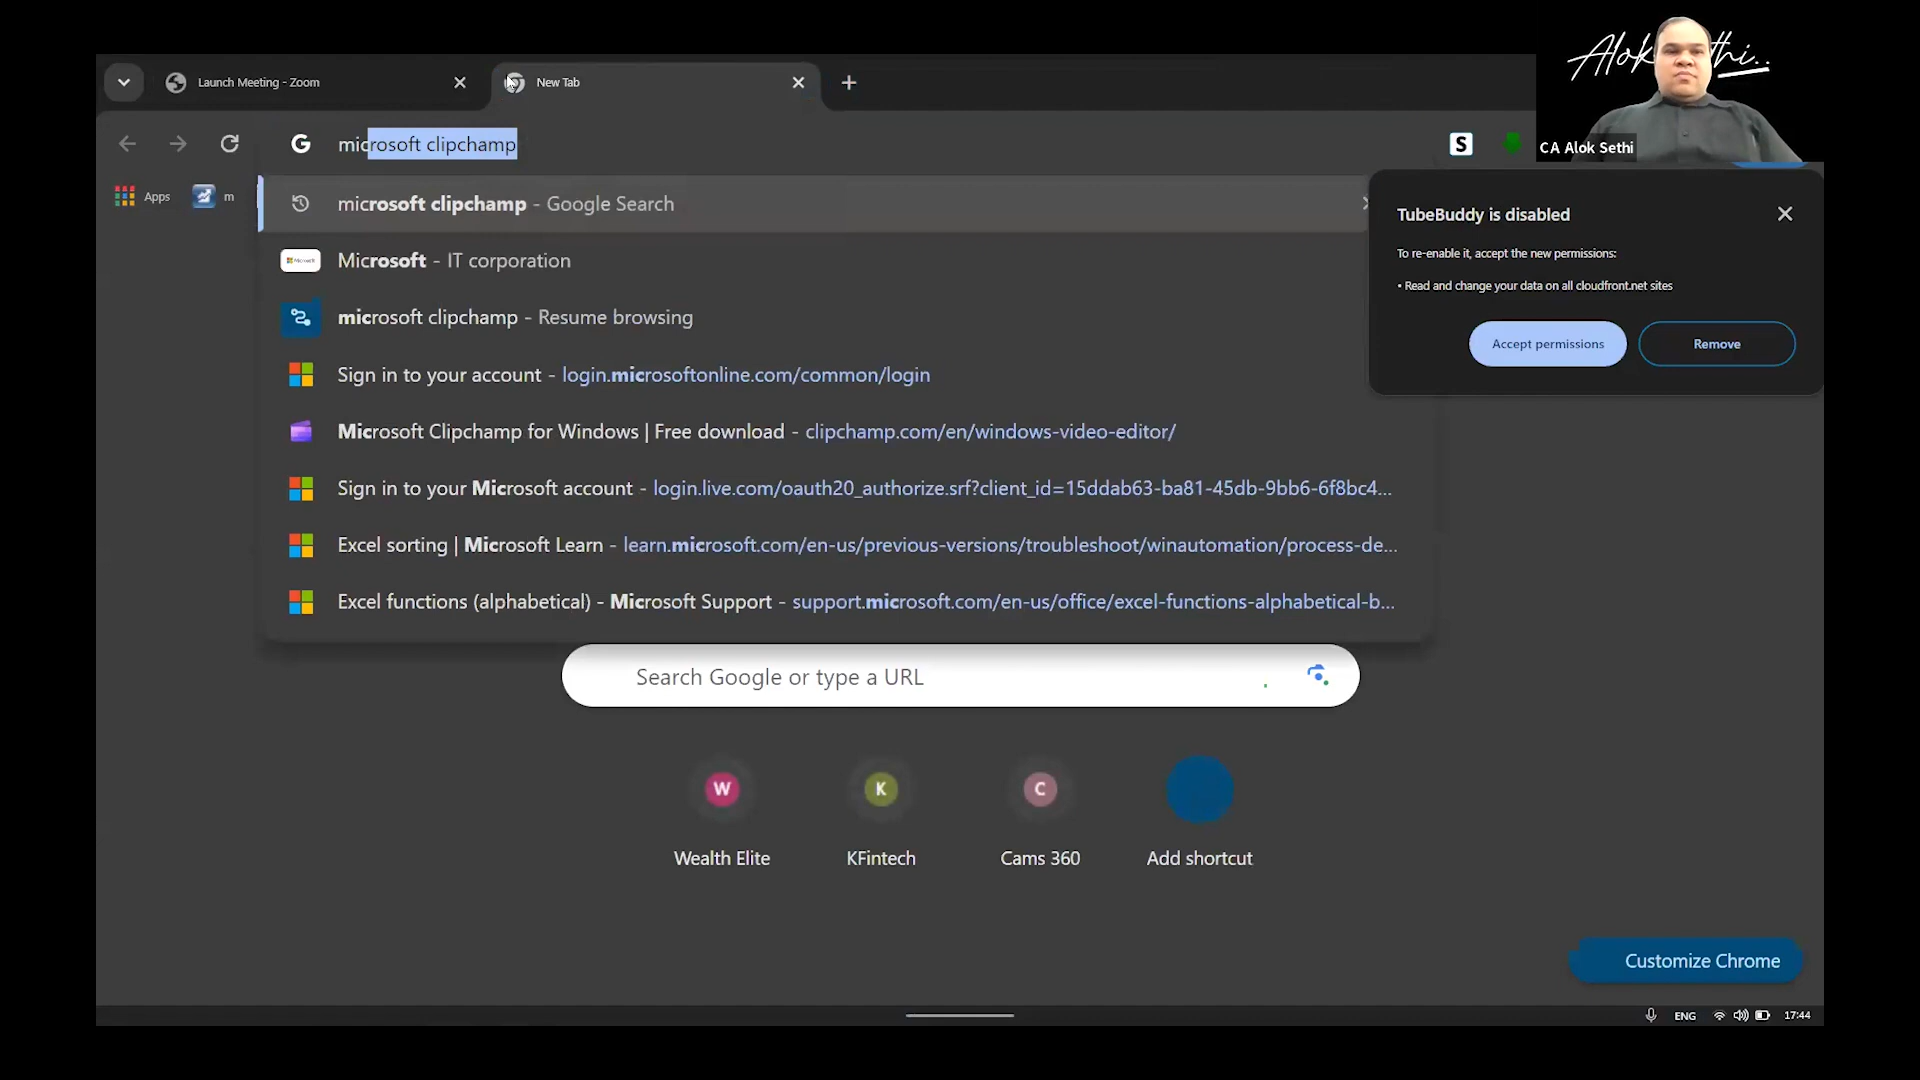 Launch Meeting - Zoom
New Tab
microsoft clipchamp
S
Apps
m
CA Alok Sethi
microsoft clipchamp - Google Search
Microsoft - IT corporation
microsoft clipchamp - Resume browsing
Sign in to your account - login.microsoftonline.com/common/login
Microsoft Clipchamp for Windows | Free download - clipchamp.com/en/windows-video-editor/
Sign in to your Microsoft account - login.live.com/oauth20_authorize.srf?client_id=15ddab63-ba81-45db-9bb6-6f8bc4...
Excel sorting | Microsoft Learn - learn.microsoft.com/en-us/previous-versions/troubleshoot/winautomation/process-de...
Excel functions (alphabetical) - Microsoft Support - support.microsoft.com/en-us/office/excel-functions-alphabetical-b...
TubeBuddy is disabled
To re-enable it, accept the new permissions:
• Read and change your data on all cloudfront.net sites
Accept permissions
Remove
Search Google or type a URL
W
K
C
Wealth Elite
KFintech
Cams 360
Add shortcut
Customize Chrome
ENG
17:44